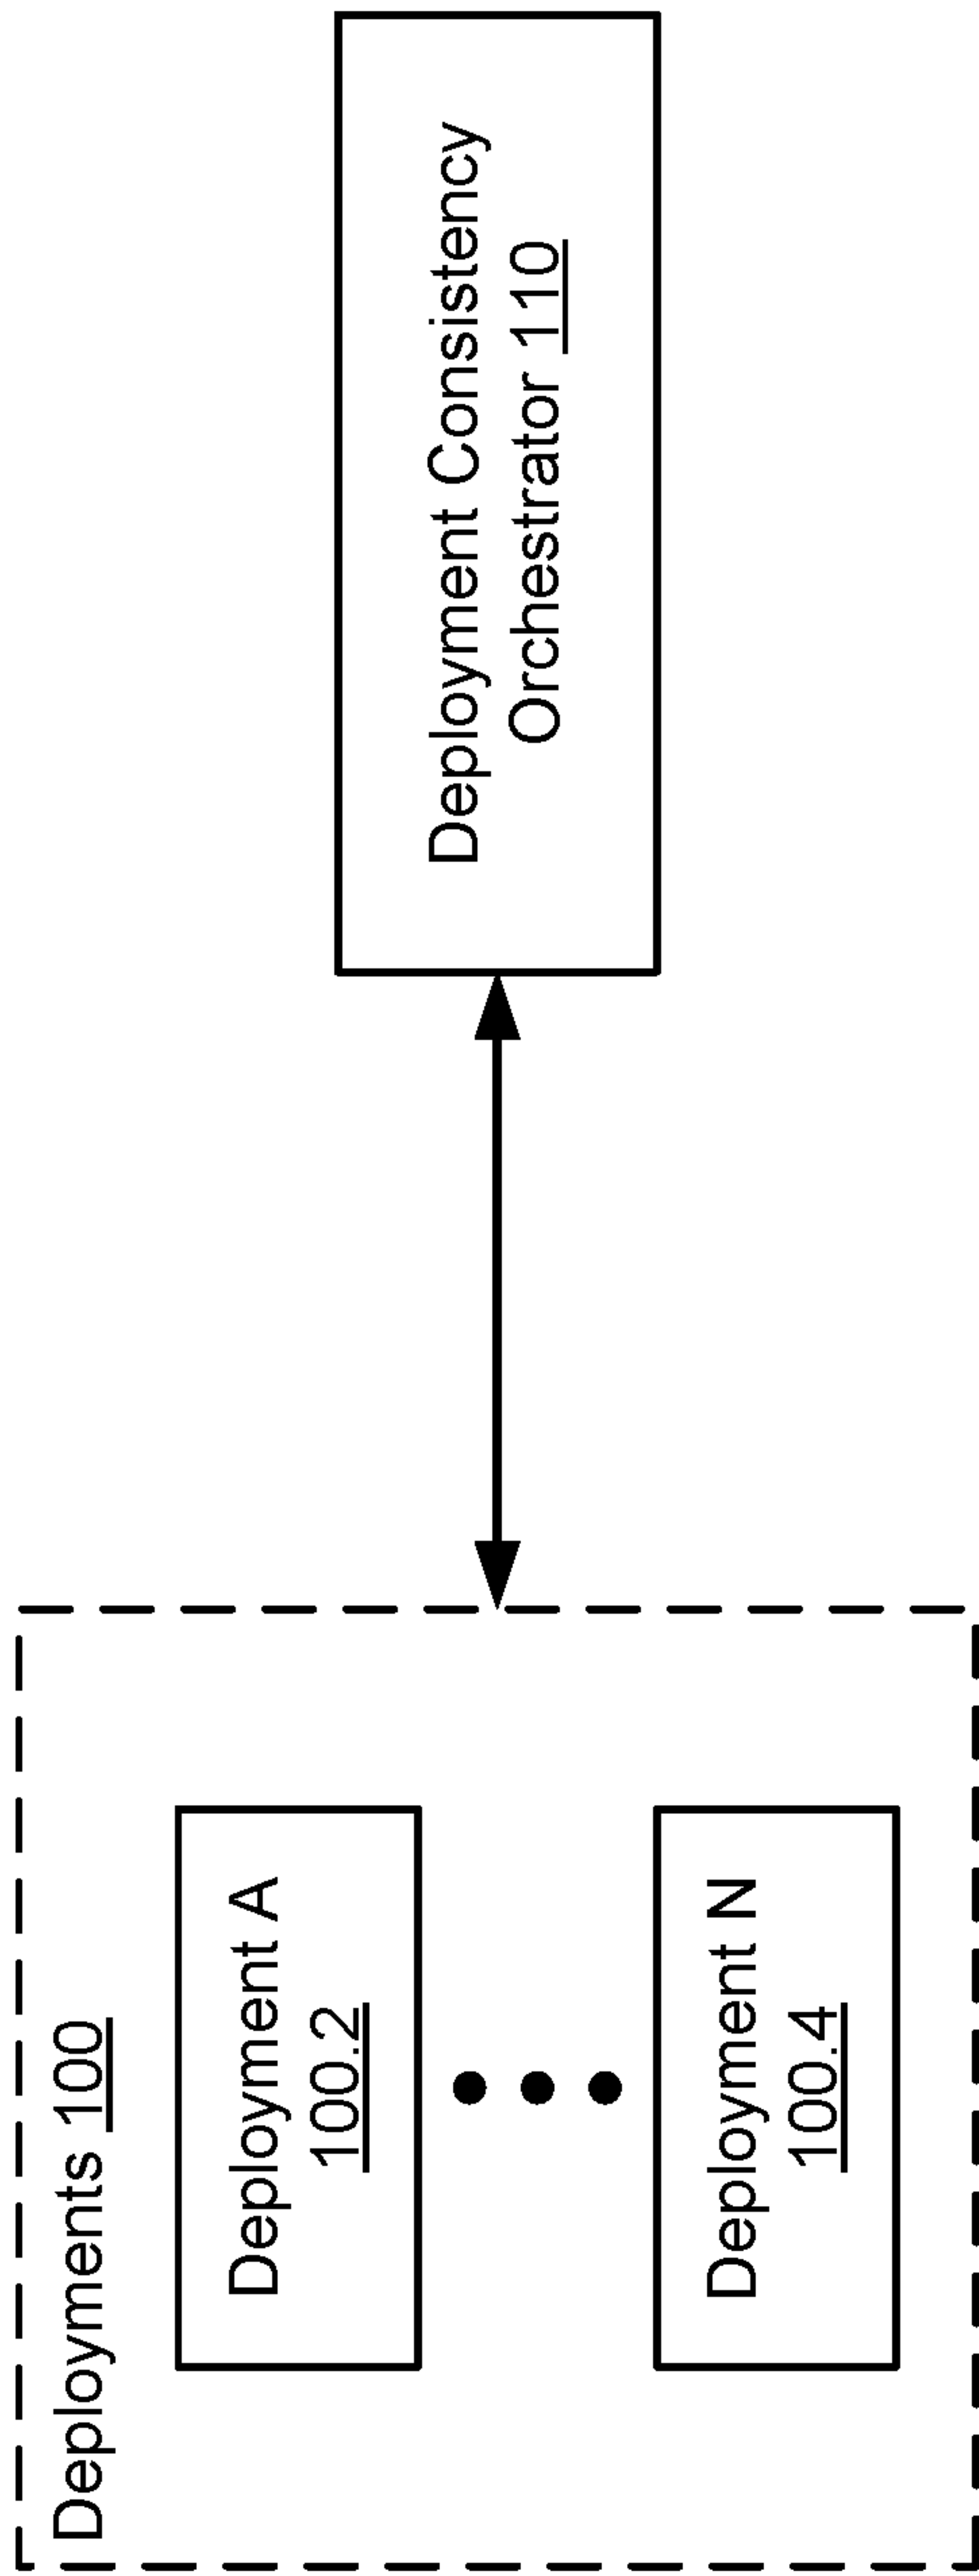 Deployments 100
Deployment A
100.2
Deployment N
100.4
Deployment Consistency
Orchestrator 110